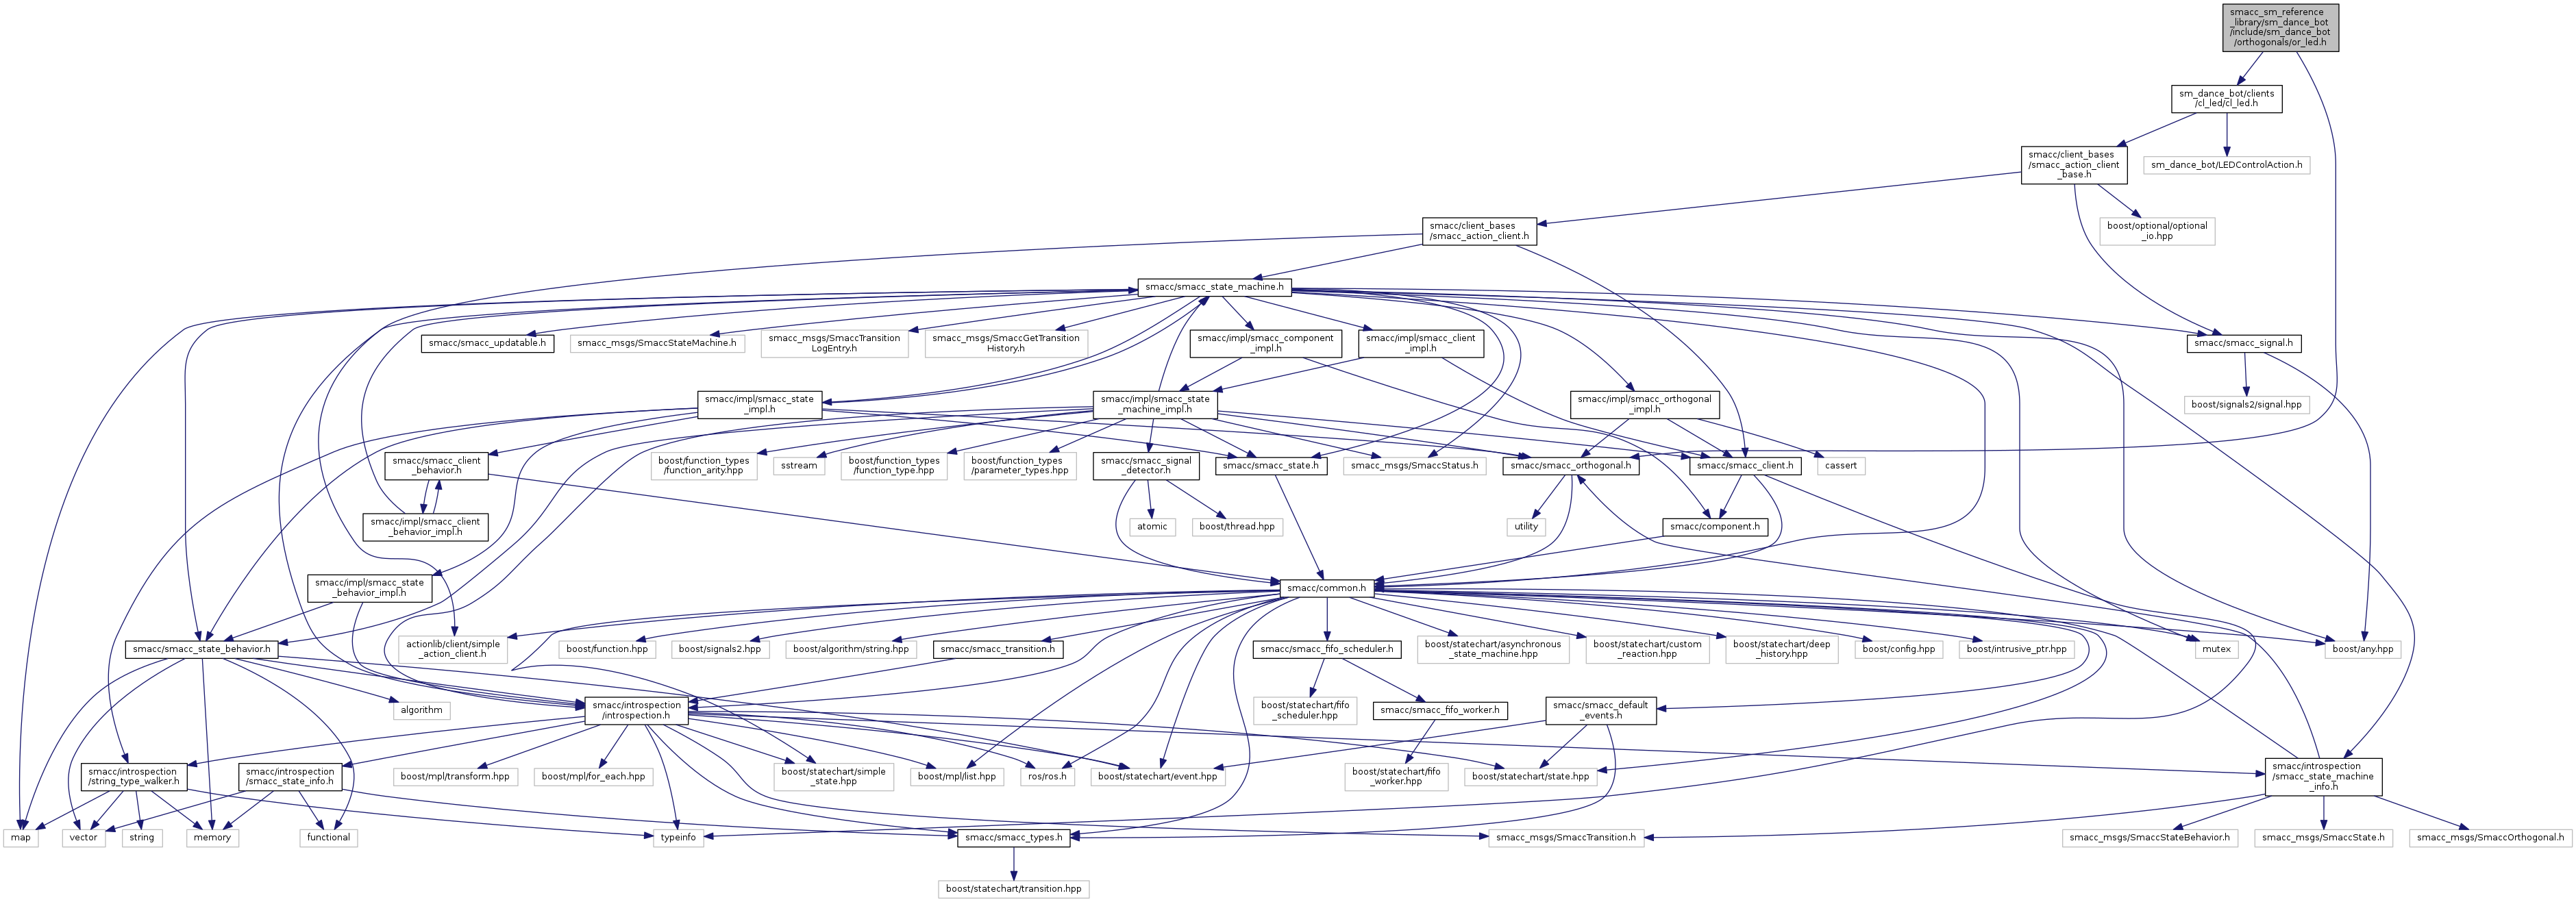 smacc_sm_reference
_library/sm_dance_bot
/include/sm_dance_bot
/orthogonals/or_led.h
sm_dance_bot/clients
/cl_led/cl_led.h
smacc/client_bases
/smacc_action_client
_base.h
sm_dance_bot/LEDControlAction.h
smacc/client_bases
/smacc_action_client.h
boost/optional/optional
_io.hpp
smacc/smacc_state_machine.h
smacc/smacc_updatable.h
smacc_msgs/SmaccStateMachine.h
smacc_msgs/SmaccTransition
LogEntry.h
smacc_msgs/SmaccGetTransition
History.h
smacc/impl/smacc_component
_impl.h
smacc/impl/smacc_client
_impl.h
smacc/smacc_signal.h
smacc/impl/smacc_state
_impl.h
smacc/impl/smacc_state
_machine_impl.h
smacc/impl/smacc_orthogonal
_impl.h
boost/signals2/signal.hpp
smacc/smacc_client
_behavior.h
boost/function_types
/function_arity.hpp
sstream
boost/function_types
/function_type.hpp
boost/function_types
/parameter_types.hpp
smacc/smacc_signal
_detector.h
smacc/smacc_state.h
smacc_msgs/SmaccStatus.h
smacc/smacc_orthogonal.h
smacc/smacc_client.h
cassert
smacc/impl/smacc_client
_behavior_impl.h
atomic
boost/thread.hpp
utility
smacc/component.h
smacc/impl/smacc_state
_behavior_impl.h
smacc/common.h
smacc/smacc_state_behavior.h
actionlib/client/simple
_action_client.h
boost/function.hpp
boost/signals2.hpp
boost/algorithm/string.hpp
smacc/smacc_transition.h
smacc/smacc_fifo_scheduler.h
boost/statechart/asynchronous
_state_machine.hpp
boost/statechart/custom
_reaction.hpp
boost/statechart/deep
_history.hpp
boost/config.hpp
boost/intrusive_ptr.hpp
mutex
boost/any.hpp
algorithm
smacc/introspection
/introspection.h
boost/statechart/fifo
_scheduler.hpp
smacc/smacc_fifo_worker.h
smacc/smacc_default
_events.h
smacc/introspection
/string_type_walker.h
smacc/introspection
/smacc_state_info.h
boost/mpl/transform.hpp
boost/mpl/for_each.hpp
boost/statechart/simple
_state.hpp
boost/mpl/list.hpp
ros/ros.h
boost/statechart/event.hpp
boost/statechart/fifo
_worker.hpp
boost/statechart/state.hpp
smacc/introspection
/smacc_state_machine
_info.h
map
vector
string
memory
functional
typeinfo
smacc/smacc_types.h
smacc_msgs/SmaccTransition.h
smacc_msgs/SmaccStateBehavior.h
smacc_msgs/SmaccState.h
smacc_msgs/SmaccOrthogonal.h
boost/statechart/transition.hpp